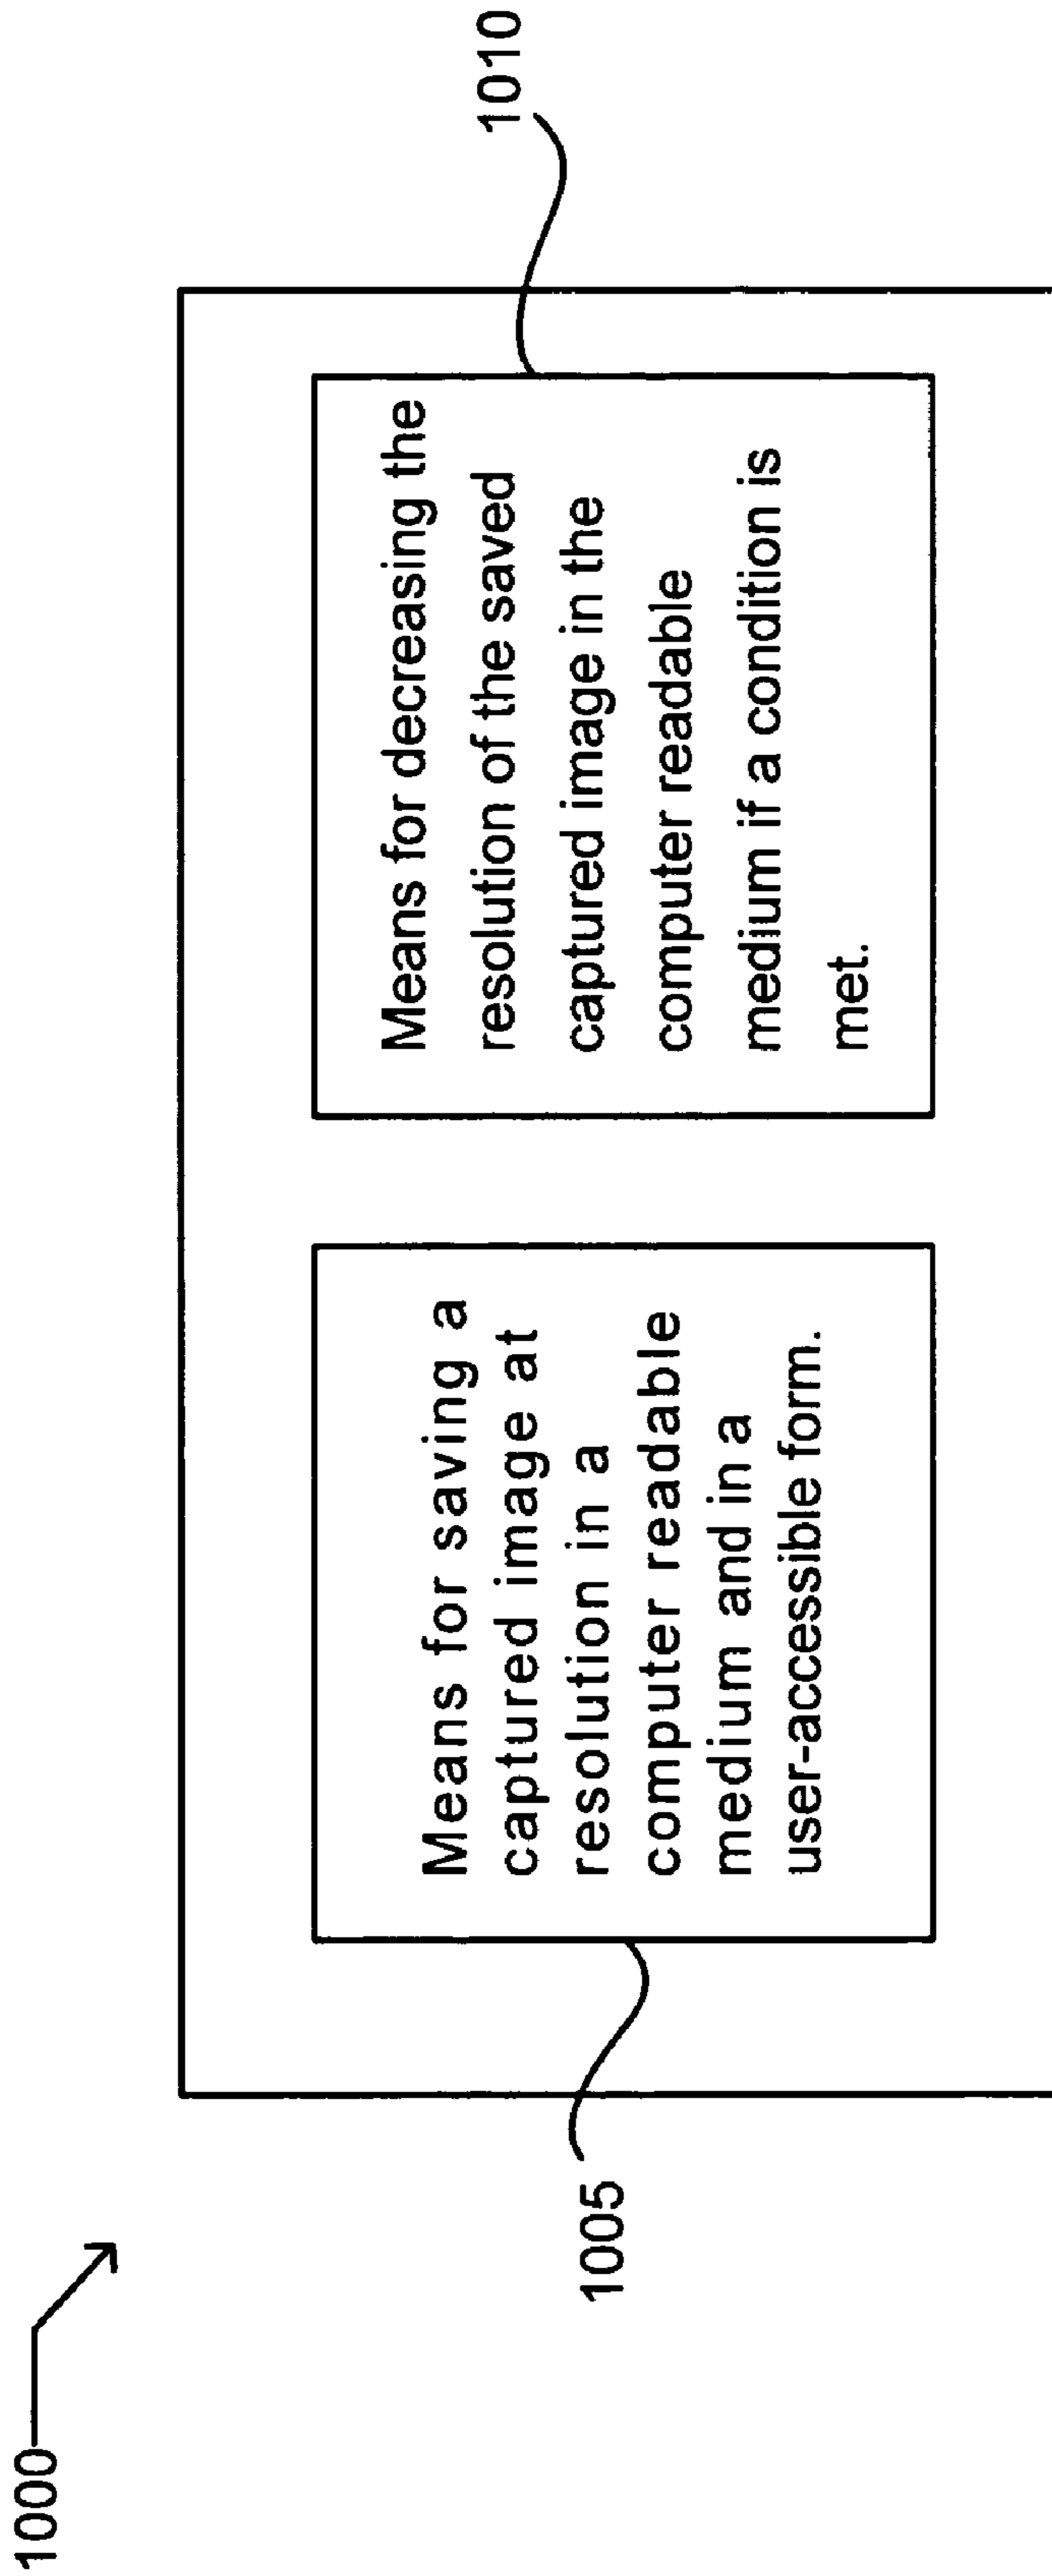 1000
1005
Means for saving a
captured image at
resolution in a
computer readable
medium and in a
user-accessible form.
Means for decreasing the
resolution of the saved
captured image in the
computer readable
medium if a condition is
met.
1010